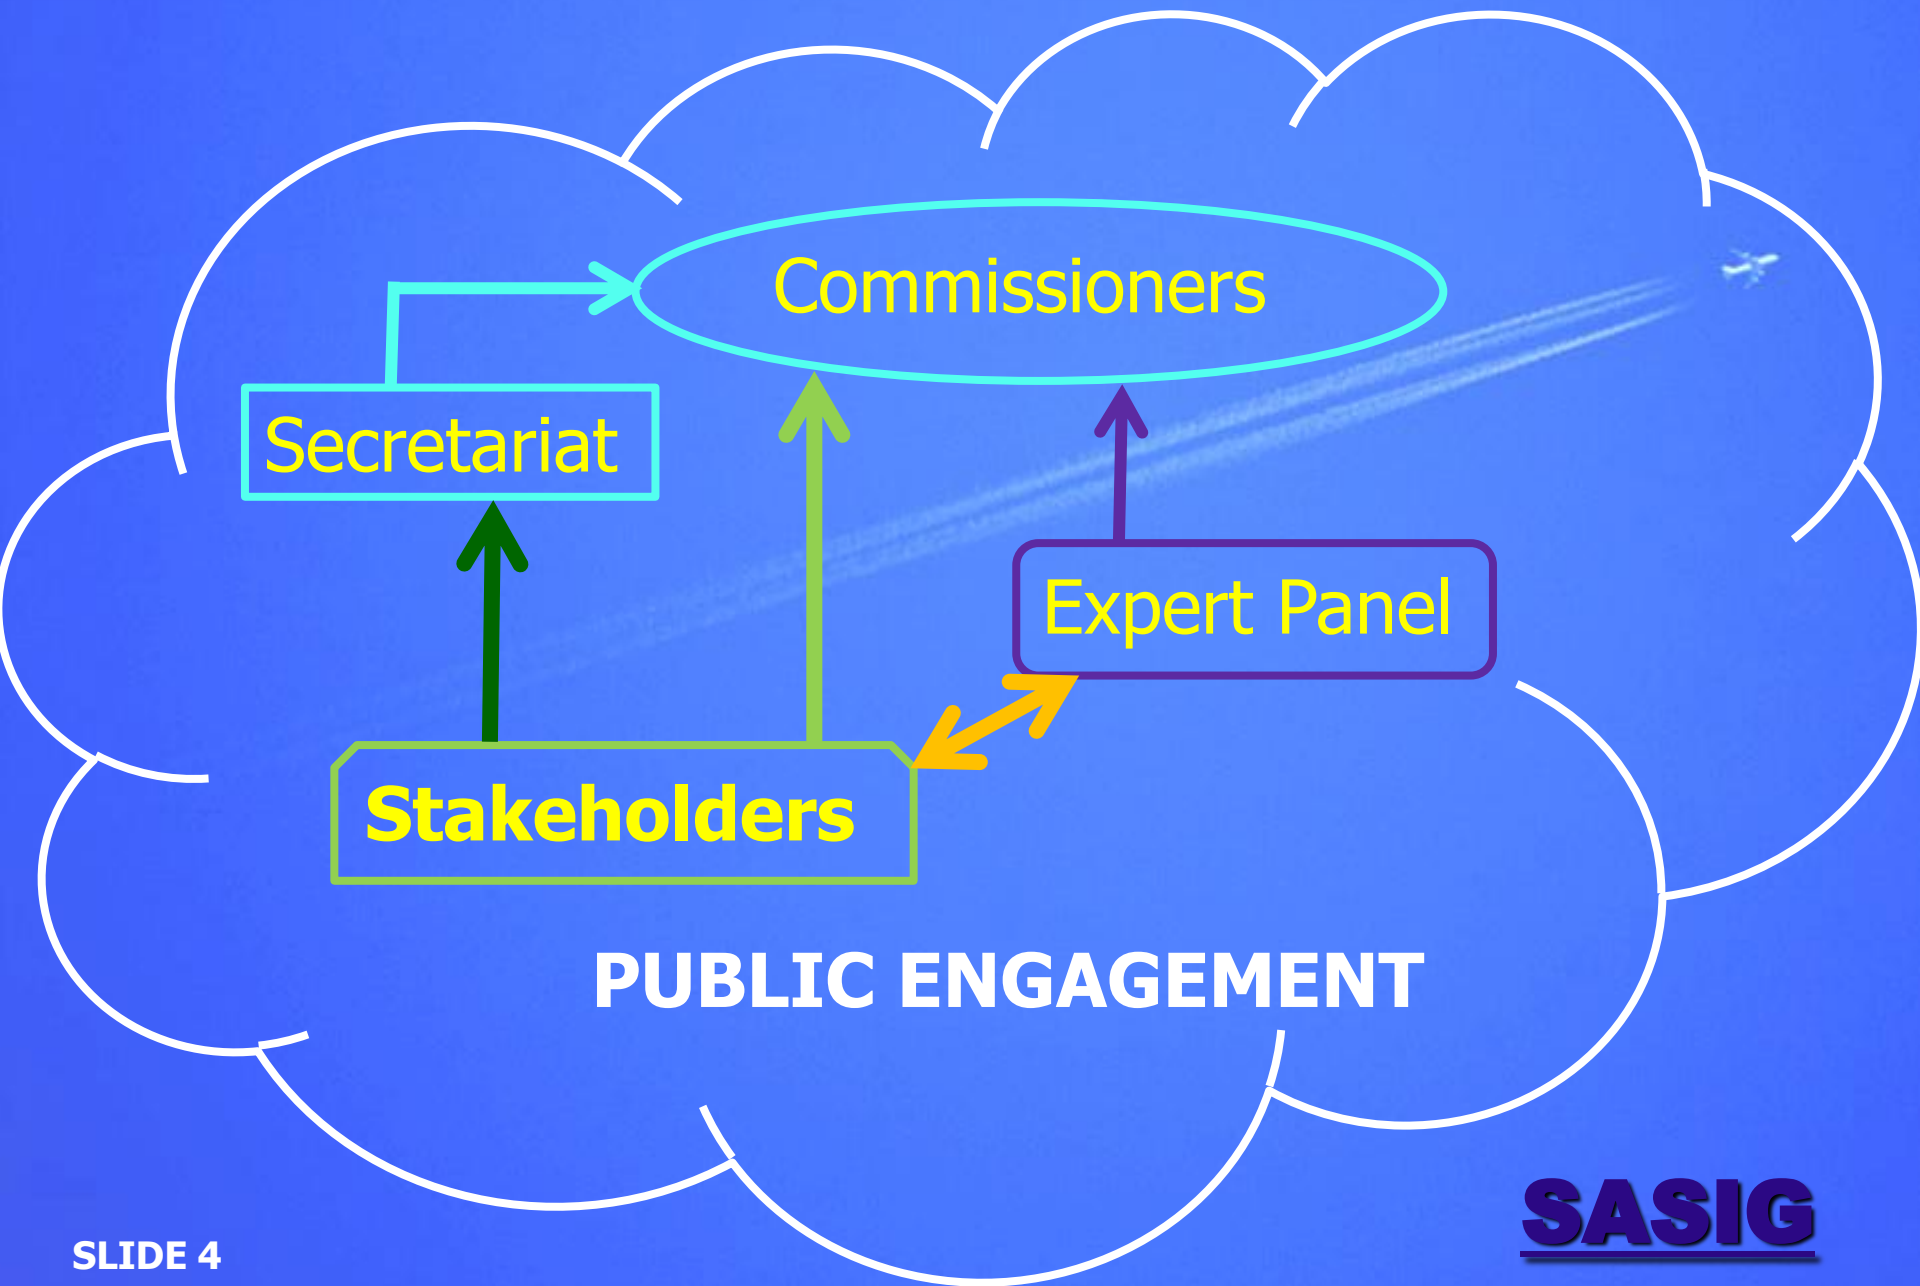 Commissioners
Secretariat
Expert Panel
Stakeholders
PUBLIC ENGAGEMENT
SASIG
SLIDE 4